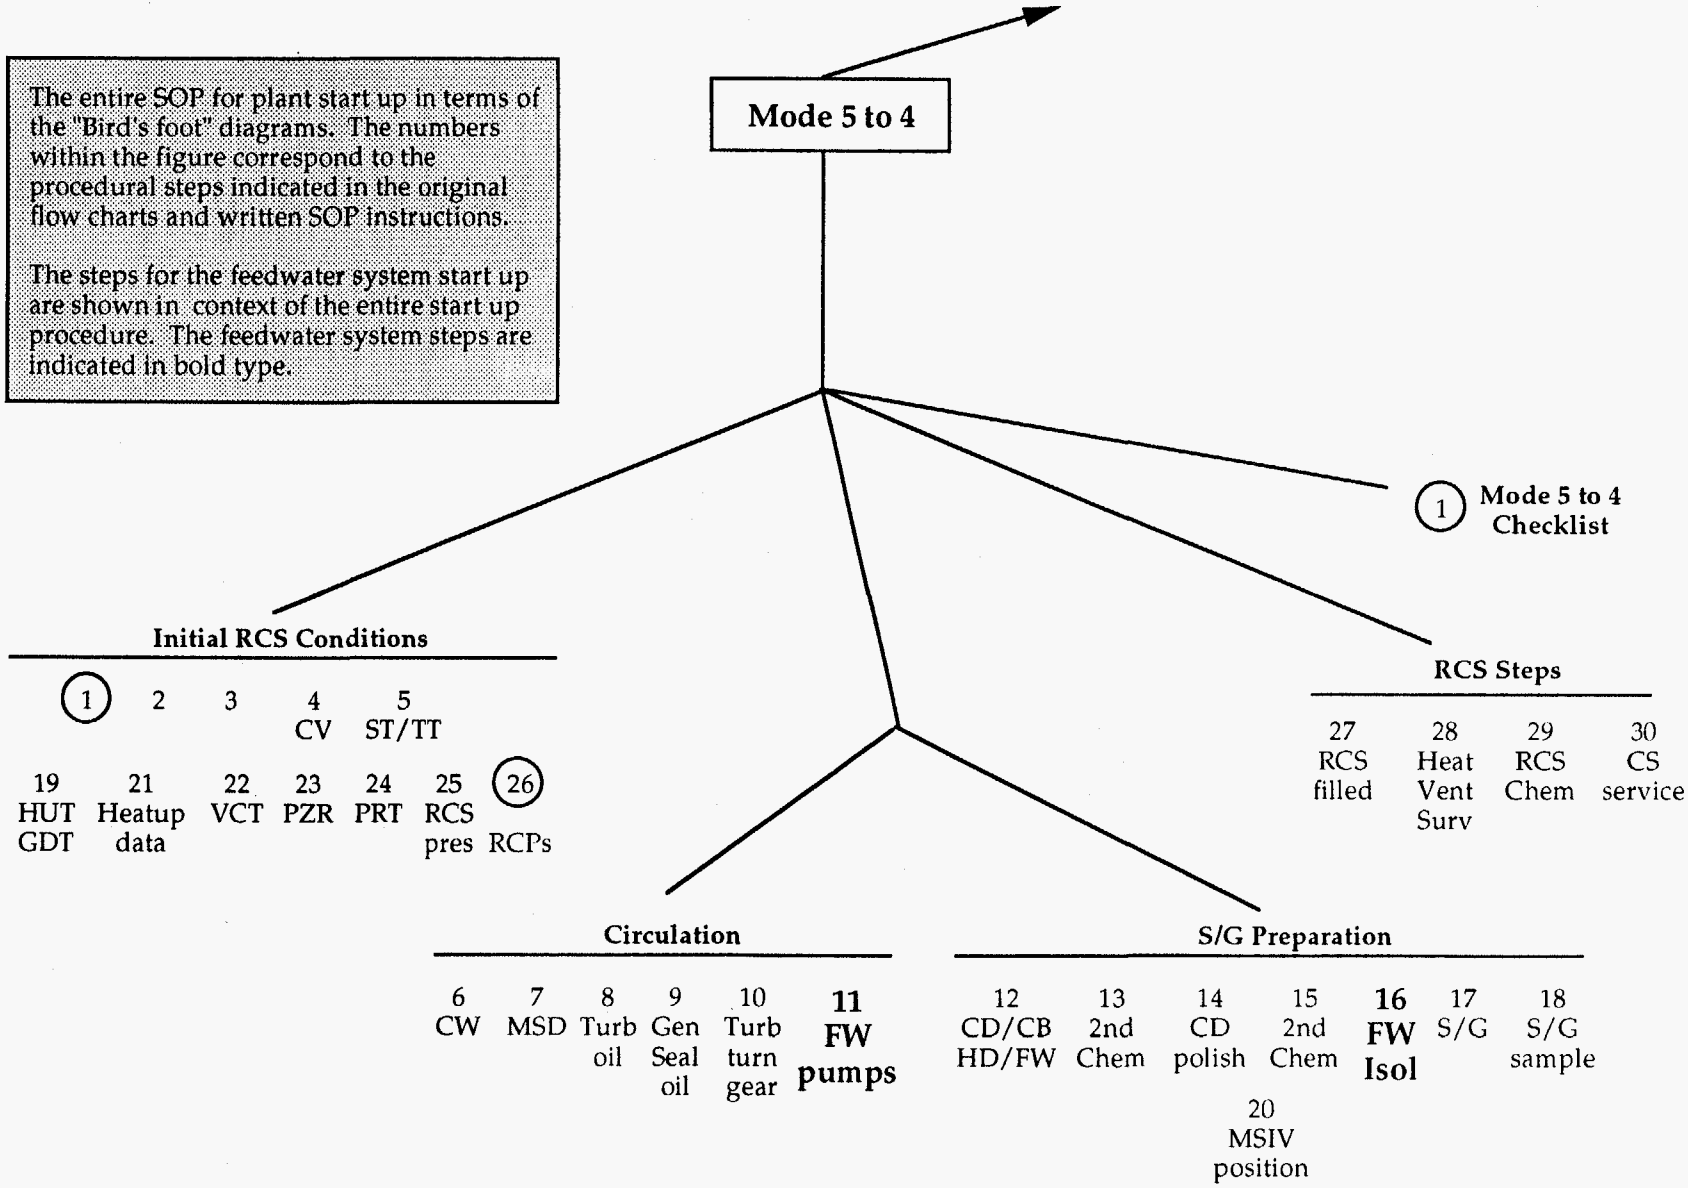 The entire SOP for plant start up in terms of
the "Bird's foot" diagrams. The numbers
within the figure correspond to the
procedural steps indicated in the original
flow charts and written SOP instructions.
The steps for the feedwater system start up
are shown in context of the entire start up
procedure. The feedwater system steps are
indicated in bold type.
Mode 5 to 4
1 Mode 5 to 4
Checklist
Initial RCS Conditions
1 2 3 4 5
CV ST/TT
19 21 22 23 24 25 26
HUT Heatup VCT PZR PRT RCS
GDT data pres RCPs
RCS Steps
27 28 29 30
RCS Heat RCS CS
filled Vent Chem service
Surv
Circulation
6 7 8 9 10 11
CW MSD Turb Gen Turb FW
oil Seal turn pumps
oil gear
S/G Preparation
12 13 14 15 16 17 18
CD/CB 2nd CD 2nd FW S/G S/G
HD/FW Chem polish Chem Isol sample
20
MSIV
position